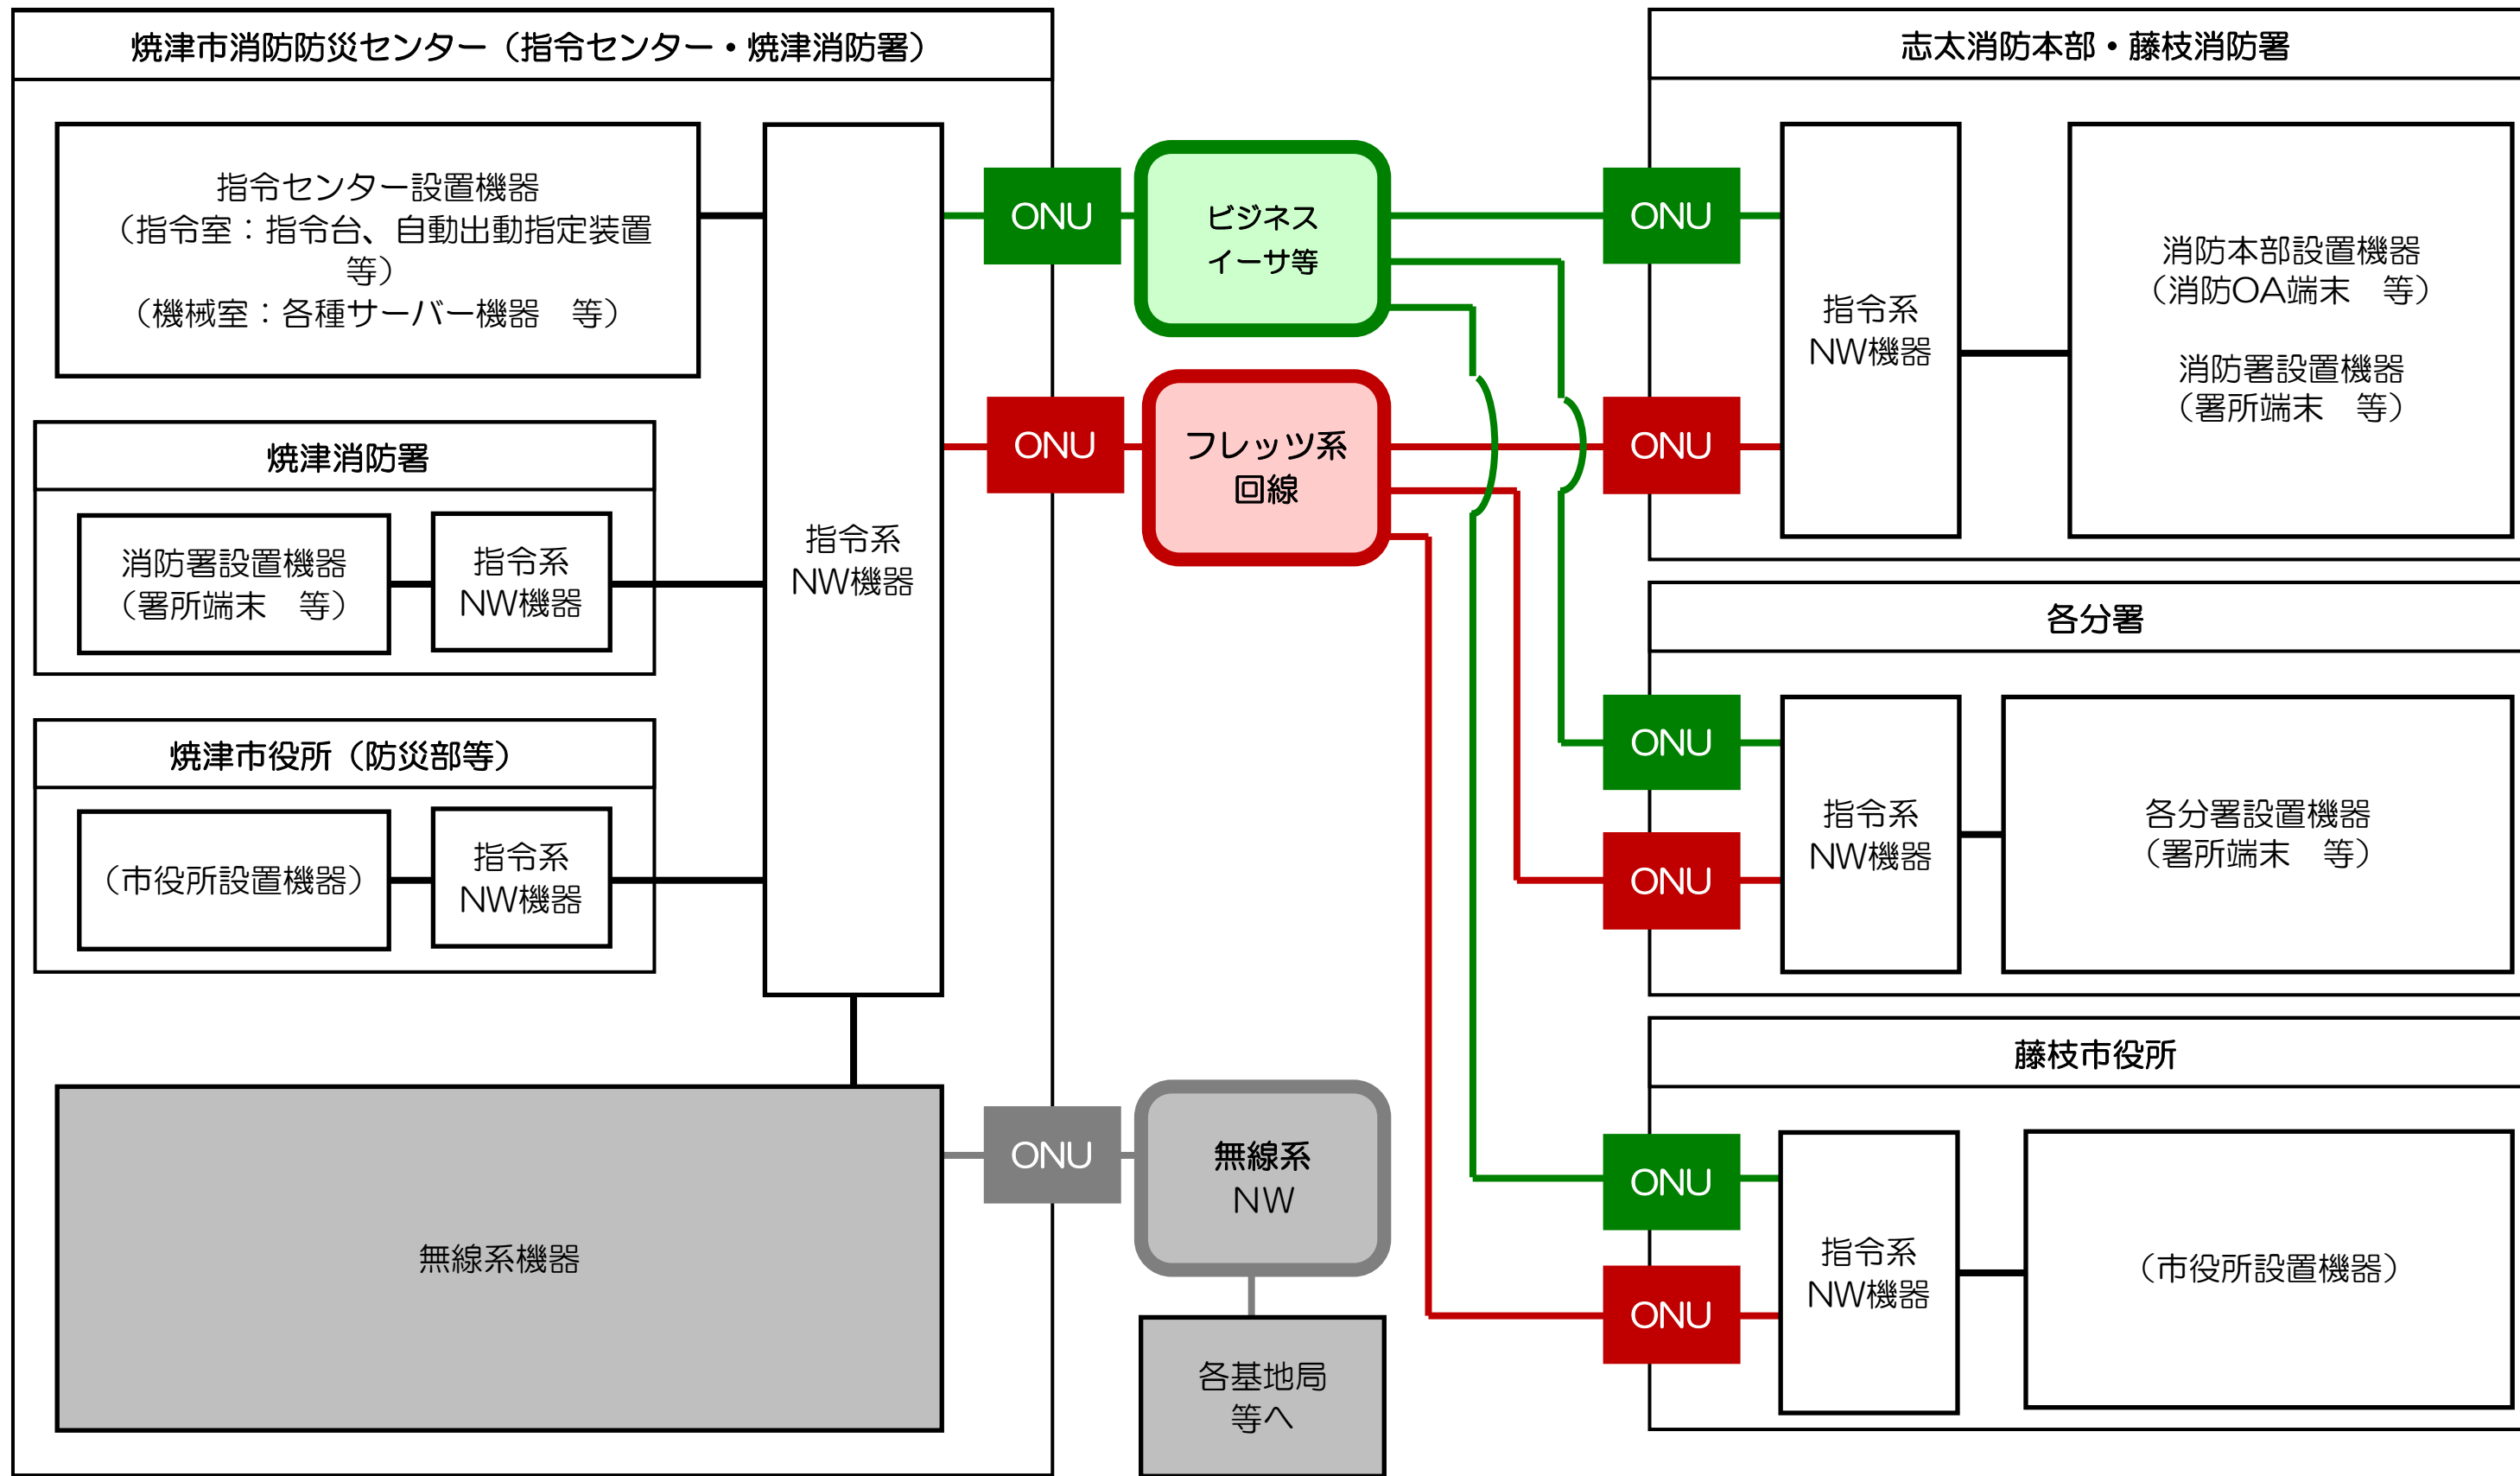 焼津市消防防災センター（指令センター・焼津消防署）
指令センター設置機器
（指令室：指令台、自動出動指定装置
等）
（機械室：各種サーバー機器　等）
焼津消防署
消防署設置機器
（署所端末　等）
指令系
NW機器
焼津市役所（防災部等）
（市役所設置機器）
指令系
NW機器
指令系
NW機器
無線系機器
ONU
ONU
ONU
ビジネス
イーサ等
フレッツ系
回線
無線系
NW
各基地局
等へ
志太消防本部・藤枝消防署
ONU
ONU
指令系
NW機器
消防本部設置機器
（消防OA端末　等）
消防署設置機器
（署所端末　等）
各分署
ONU
ONU
指令系
NW機器
各分署設置機器
（署所端末　等）
藤枝市役所
ONU
ONU
指令系
NW機器
（市役所設置機器）